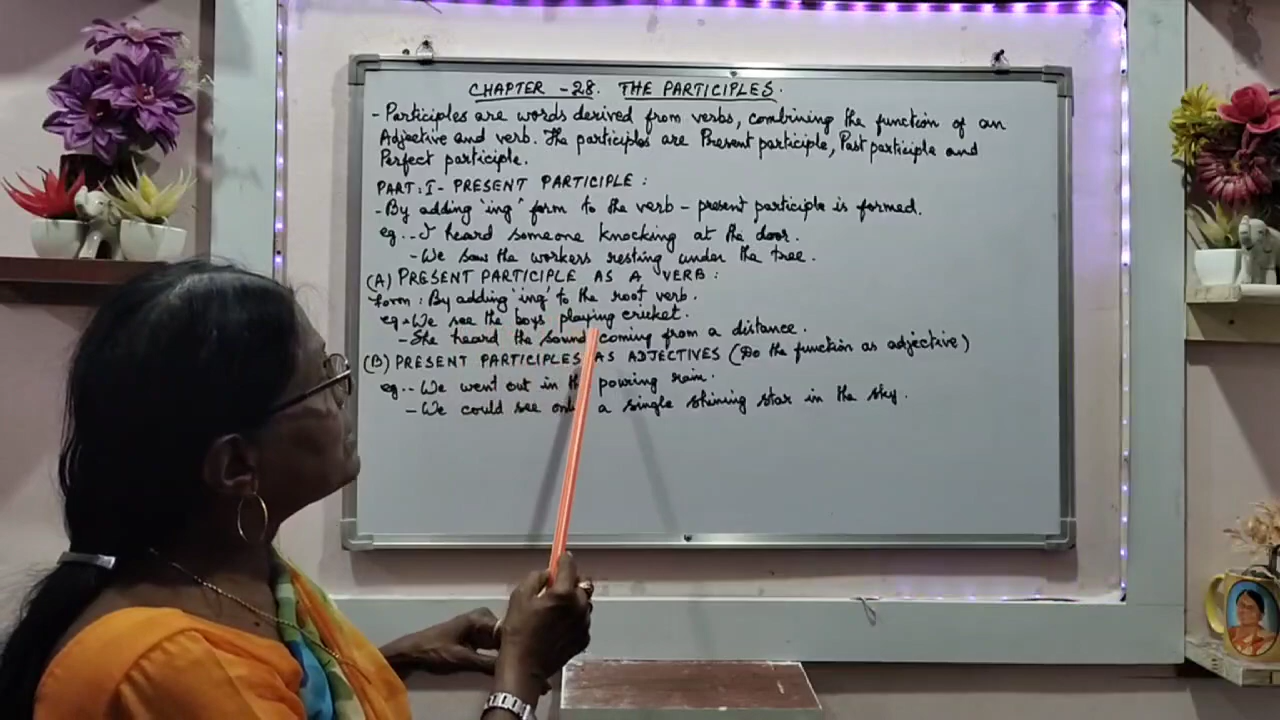 CHAPTER - 28. THE PARTICIPLES.
- Participles are words derived from verbs, combining the function of an
Adjective and verb. The participles are Present participle, Past participle and
Perfect participle.
PART: I - PRESENT PARTICIPLE :
- By adding "ing" form to the verb - present participle is formed.
eg. - I heard someone knocking at the door.
- We saw the workers resting under the tree.
(A) PRESENT PARTICIPLE AS A VERB :
Form : By adding 'ing' to the root verb.
eg - We see the boys playing cricket.
- She heard the sound coming from a distance.
(B) PRESENT PARTICIPLES AS ADJECTIVES (Do the function as adjective)
eg. - We went out in the pouring rain.
- We could see only a single shining star in the sky.